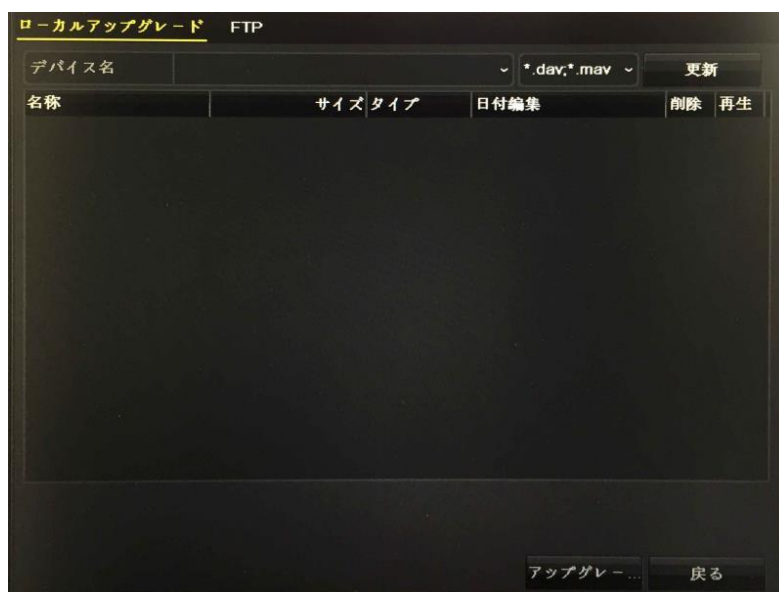 ローカルアップグレード FTP
デバイス名 *.dav;*.mav 更新
名称 サイズ タイプ 日付編集 削除 再生
アップグレー... 戻る